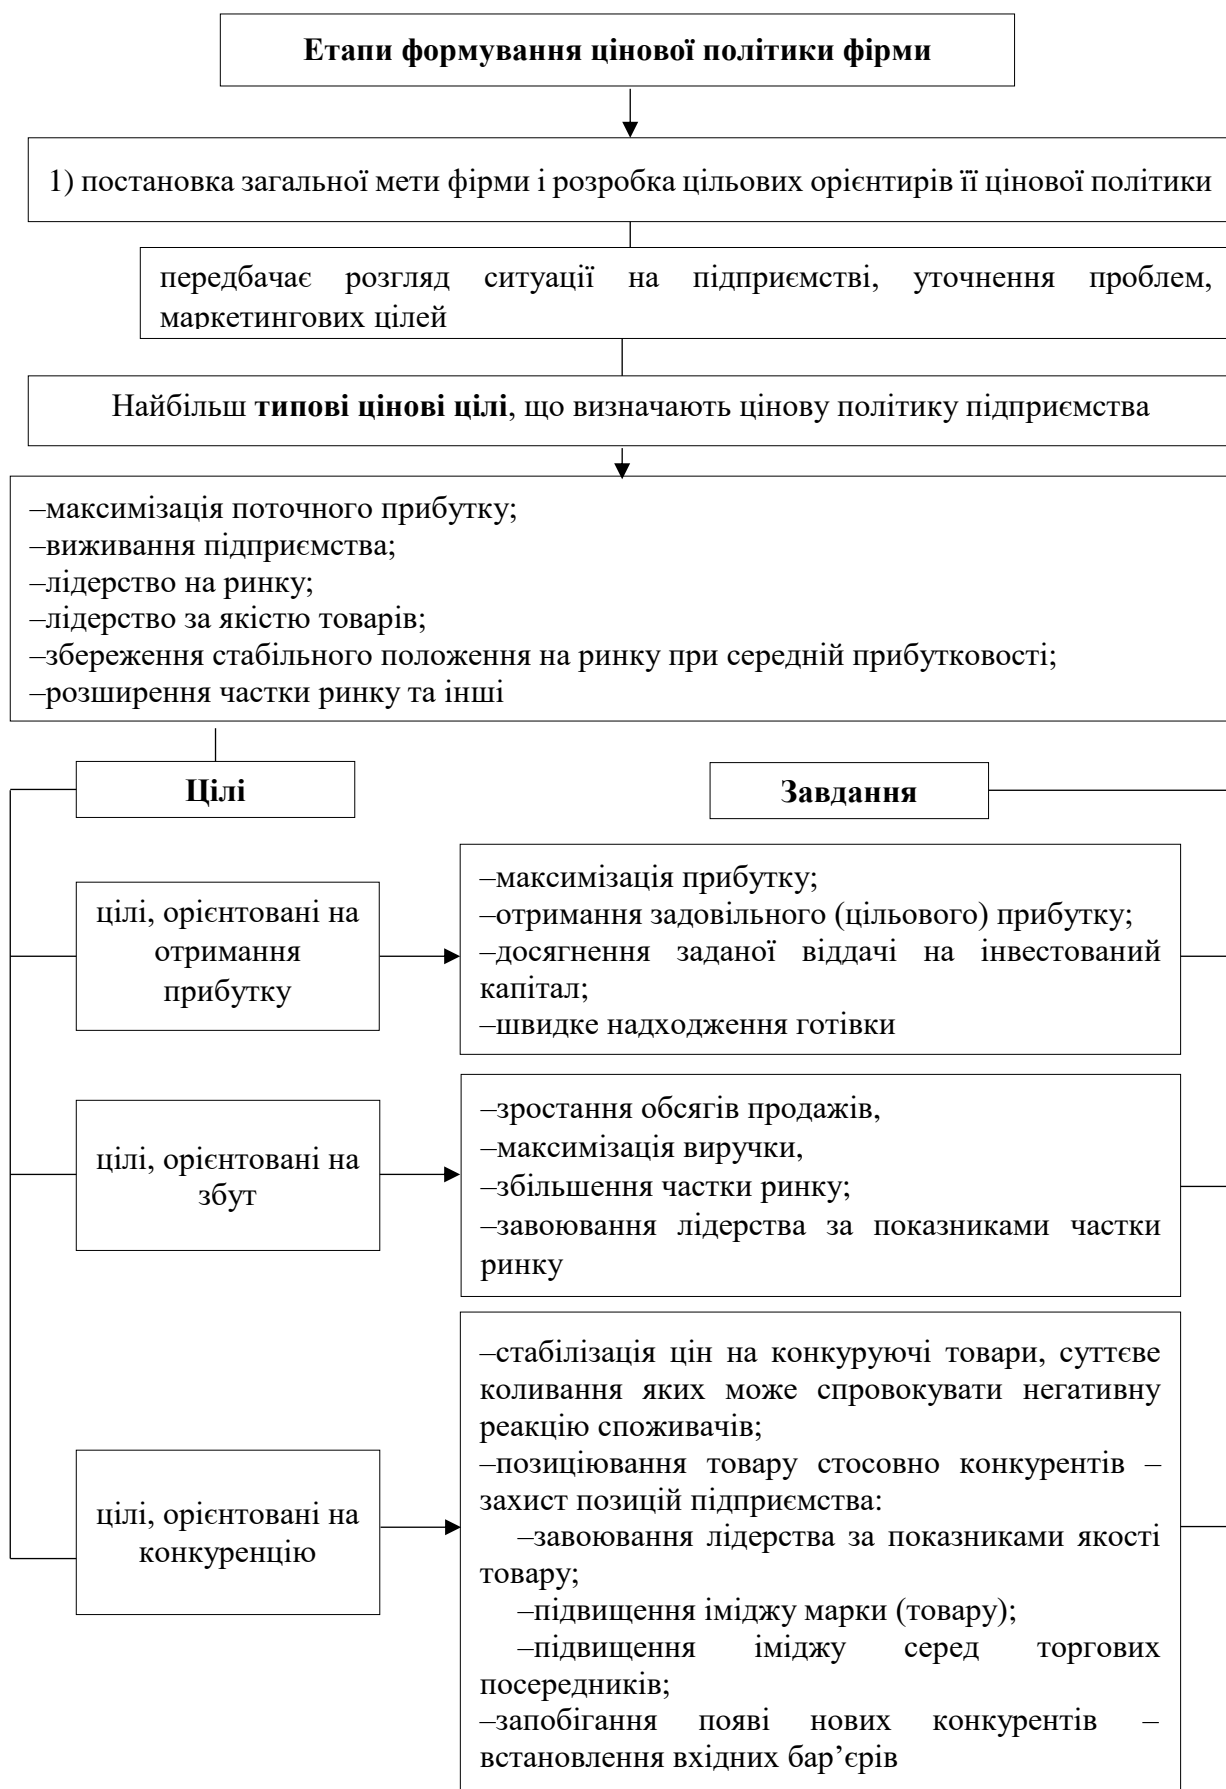 Етапи формування цінової політики фірми
1) постановка загальної мети фірми і розробка цільових орієнтирів її цінової політики
передбачає розгляд ситуації на підприємстві, уточнення проблем,
маркетингових цілей
Найбільш типові цінові цілі, що визначають цінову політику підприємства
–максимізація поточного прибутку;
–виживання підприємства;
–лідерство на ринку;
–лідерство за якістю товарів;
–збереження стабільного положення на ринку при середній прибутковості;
–розширення частки ринку та інші
Цілі
Завдання
цілі, орієнтовані на
отримання
прибутку
–максимізація прибутку;
–отримання задовільного (цільового) прибутку;
–досягнення заданої віддачі на інвестований
капітал;
–швидке надходження готівки
цілі, орієнтовані на
збут
–зростання обсягів продажів,
–максимізація виручки,
–збільшення частки ринку;
–завоювання лідерства за показниками частки
ринку
цілі, орієнтовані на
конкуренцію
–стабілізація цін на конкуруючі товари, суттєве
коливання яких може спровокувати негативну
реакцію споживачів;
–позиціювання товару стосовно конкурентів –
захист позицій підприємства:
–завоювання лідерства за показниками якості
товару;
–підвищення іміджу марки (товару);
–підвищення іміджу серед торгових
посередників;
–запобігання появі нових конкурентів –
встановлення вхідних бар’єрів